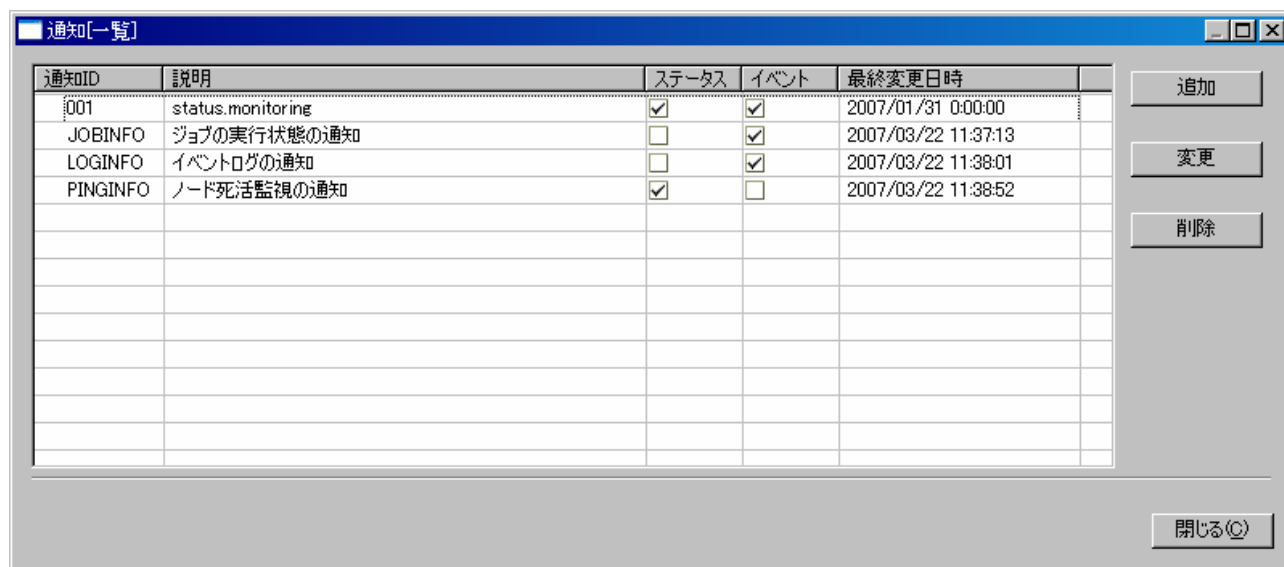 通知[一覧]
通知ID 説明 ステータス イベント 最終変更日時
001 status.monitoring 2007/01/31 0:00:00
JOBINFO ジョブの実行状態の通知 2007/03/22 11:37:13
LOGINFO イベントログの通知 2007/03/22 11:38:01
PINGINFO ノード死活監視の通知 2007/03/22 11:38:52
追加
変更
削除
閉じる(C)